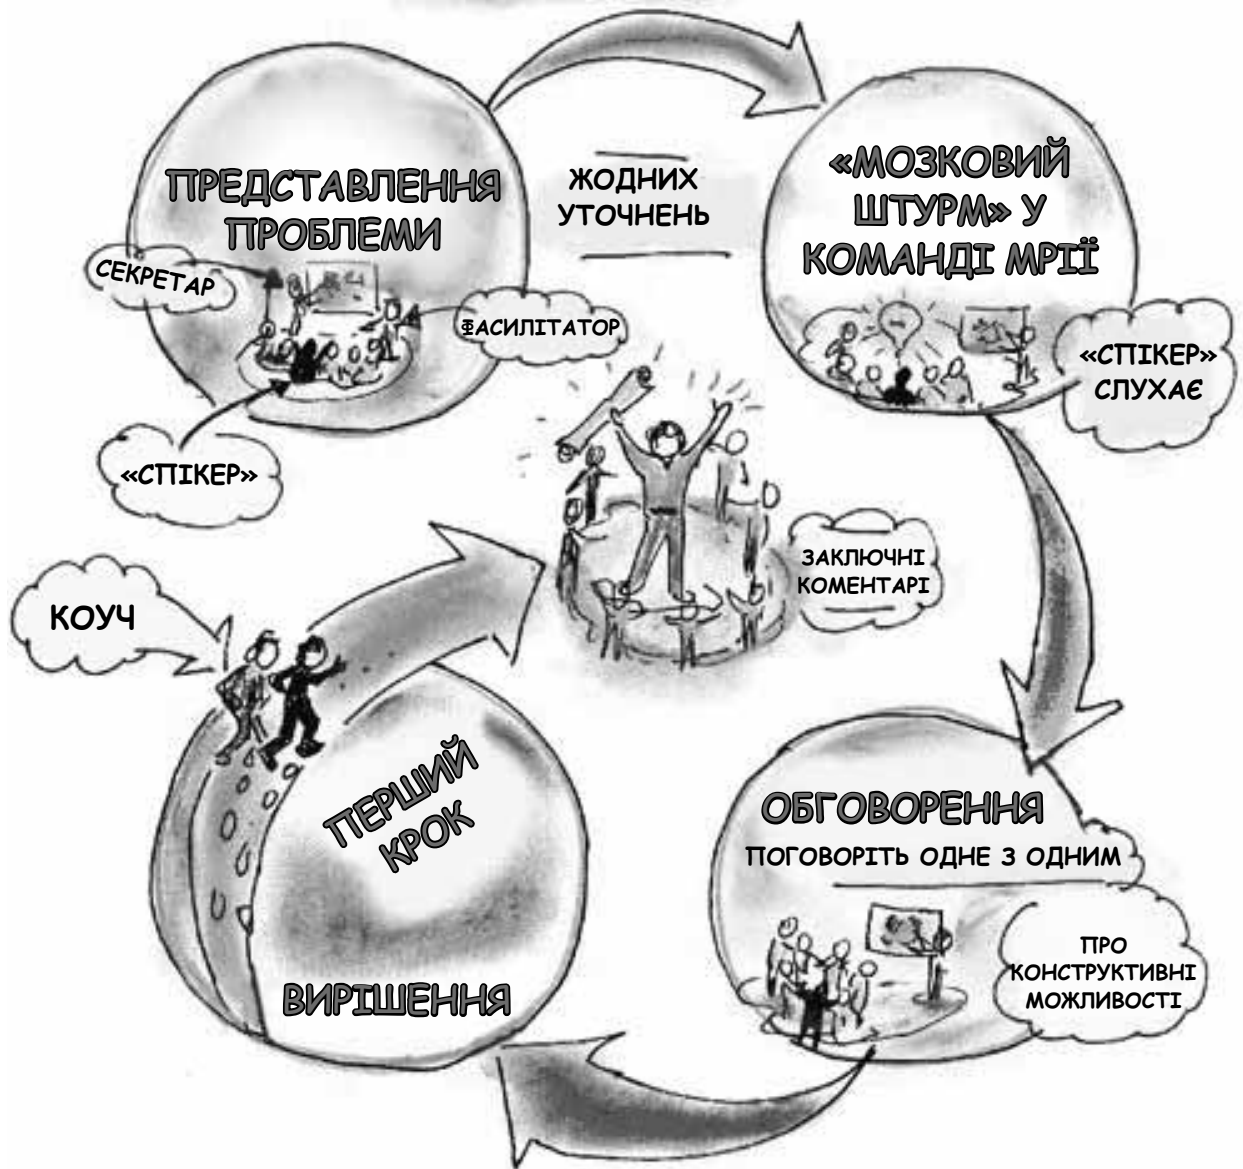 ПРЕДСТАВЛЕННЯ
ПРОБЛЕМИ
СЕКРЕТАР
ФАСИЛІТАТОР
«СПІКЕР»
ЖОДНИХ
УТОЧНЕНЬ
«МОЗКОВИЙ
ШТУРМ» У
КОМАНДІ МРІЇ
«СПІКЕР»
СЛУХАЄ
ЗАКЛЮЧНІ
КОМЕНТАРІ
КОУЧ
ОБГОВОРЕННЯ
ПОГОВОРІТЬ ОДНЕ З ОДНИМ
ПРО
КОНСТРУКТИВНІ
МОЖЛИВОСТІ
ПЕРШИЙ
КРОК
ВИРІШЕННЯ